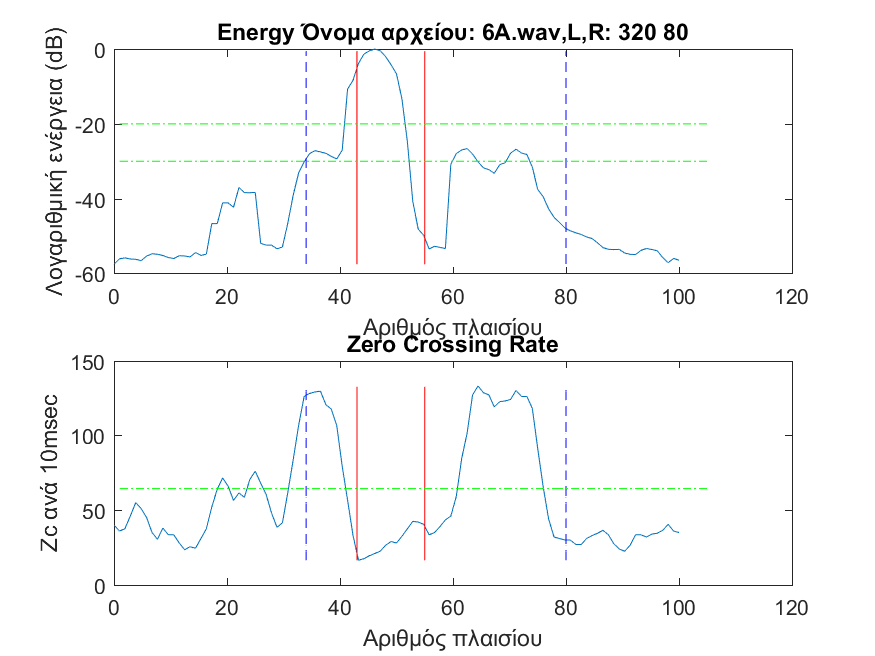 Energy Όνομα αρχείου: 6A.wav,L,R: 320 80
Λογαριθμική ενέργεια (dB)
0
-20
-40
-60
0 20 40 60 80 100 120
Αριθμός πλαισίου
Zero Crossing Rate
Zc ανά 10msec
150
100
50
0
0 20 40 60 80 100 120
Αριθμός πλαισίου